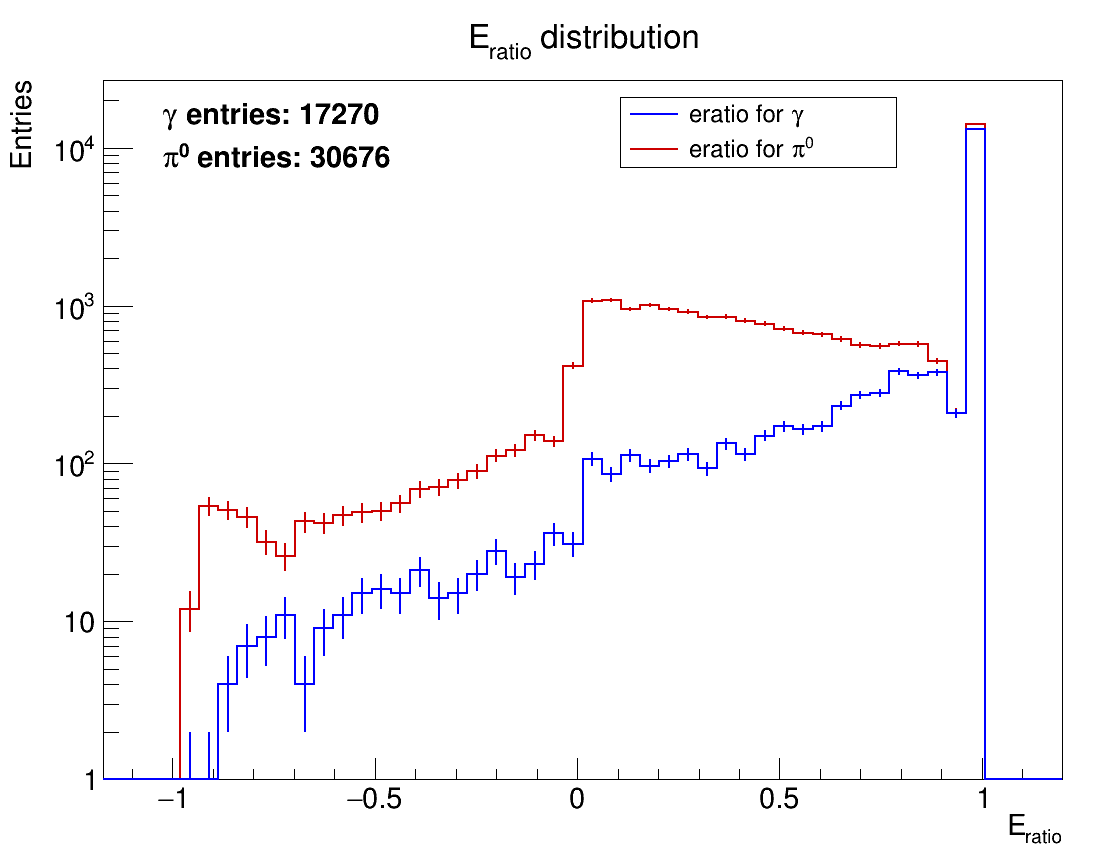 E_ratio distribution
Entries
γ entries: 17270
π⁰ entries: 30676
eratio for γ
eratio for π⁰
10⁴
10³
10²
10
1
−1 −0.5 0 0.5 1
E_ratio